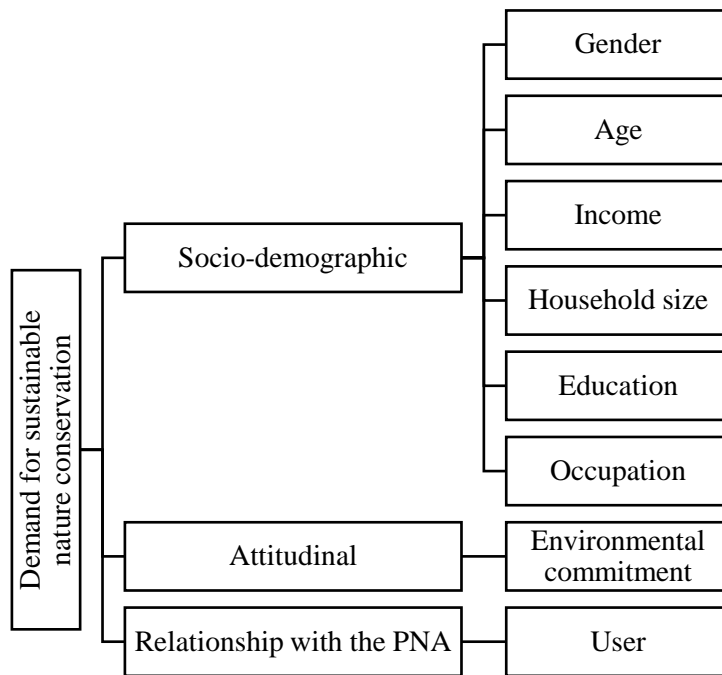 Demand for sustainable
nature conservation
Socio-demographic
Gender
Age
Income
Household size
Education
Occupation
Attitudinal
Environmental
commitment
Relationship with the PNA
User